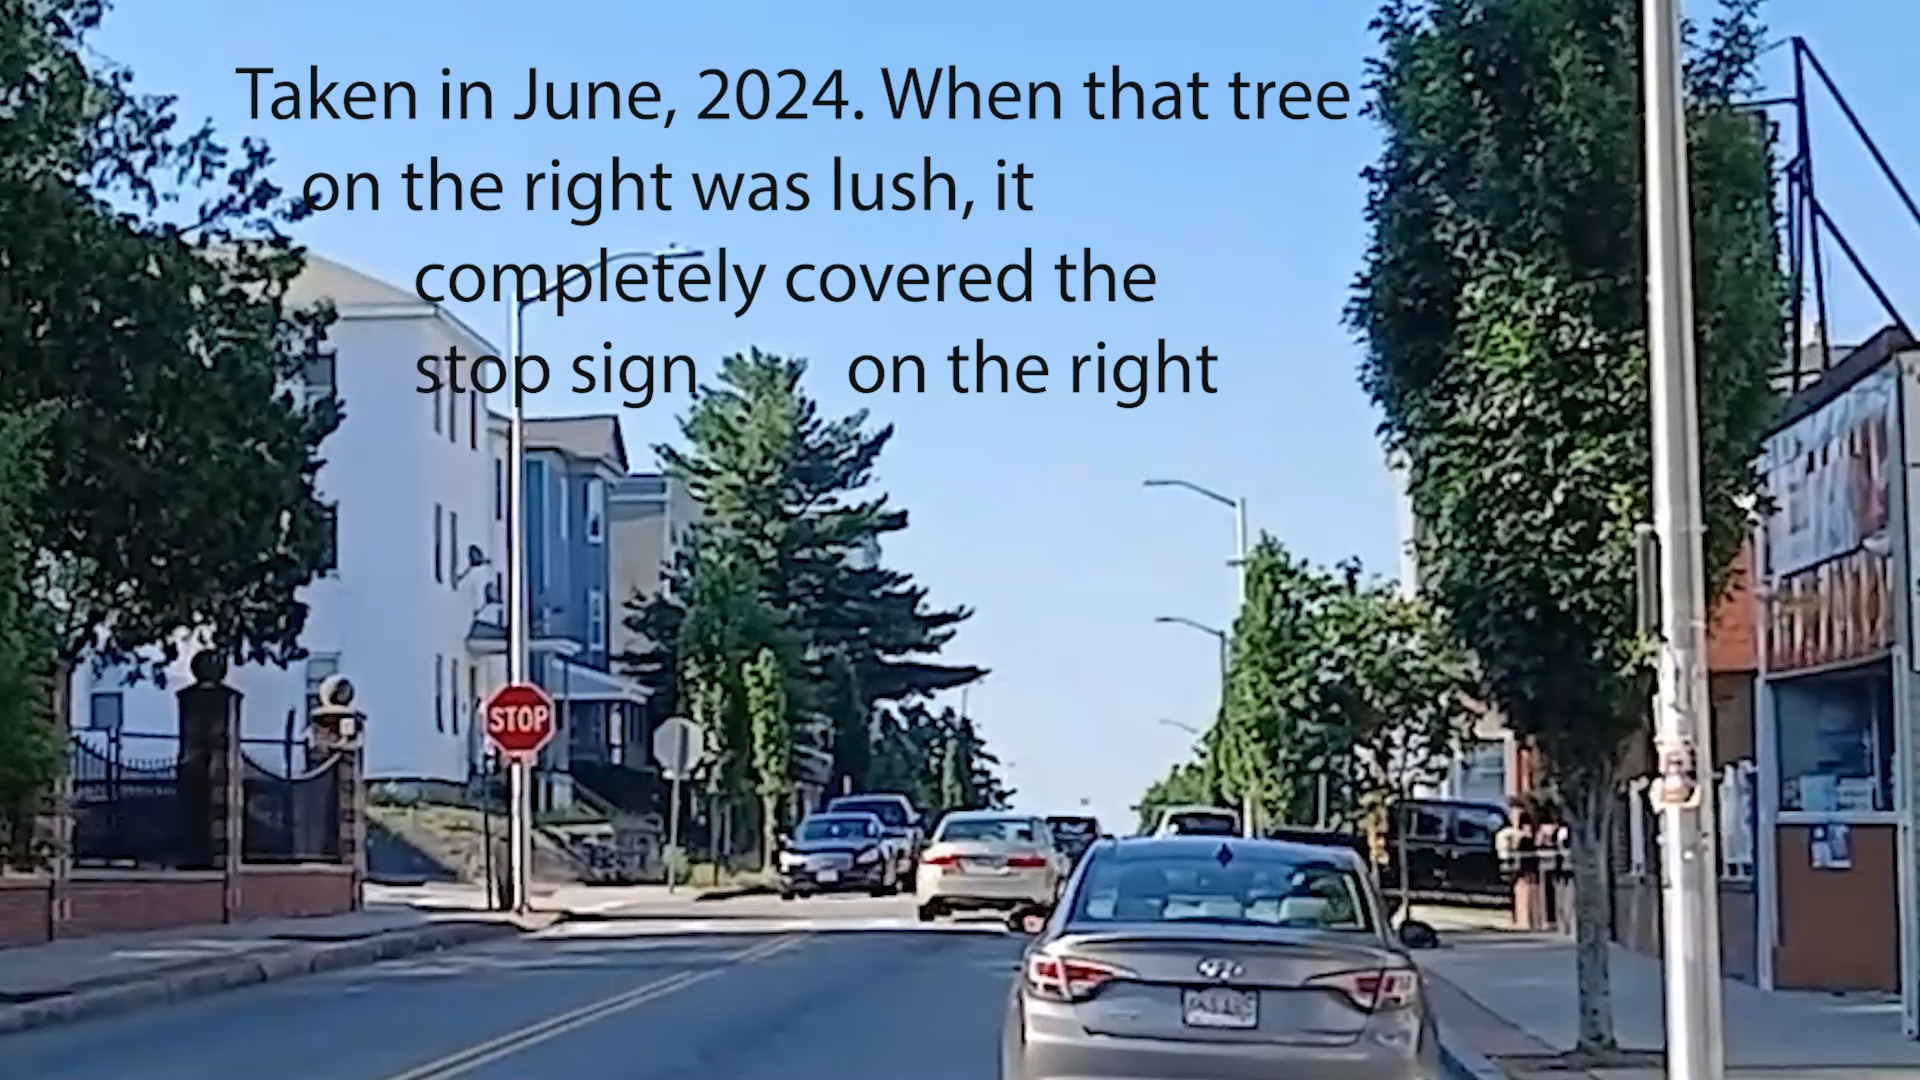 Taken in June, 2024. When that tree
on the right was lush, it
completely covered the
stop sign on the right
STOP